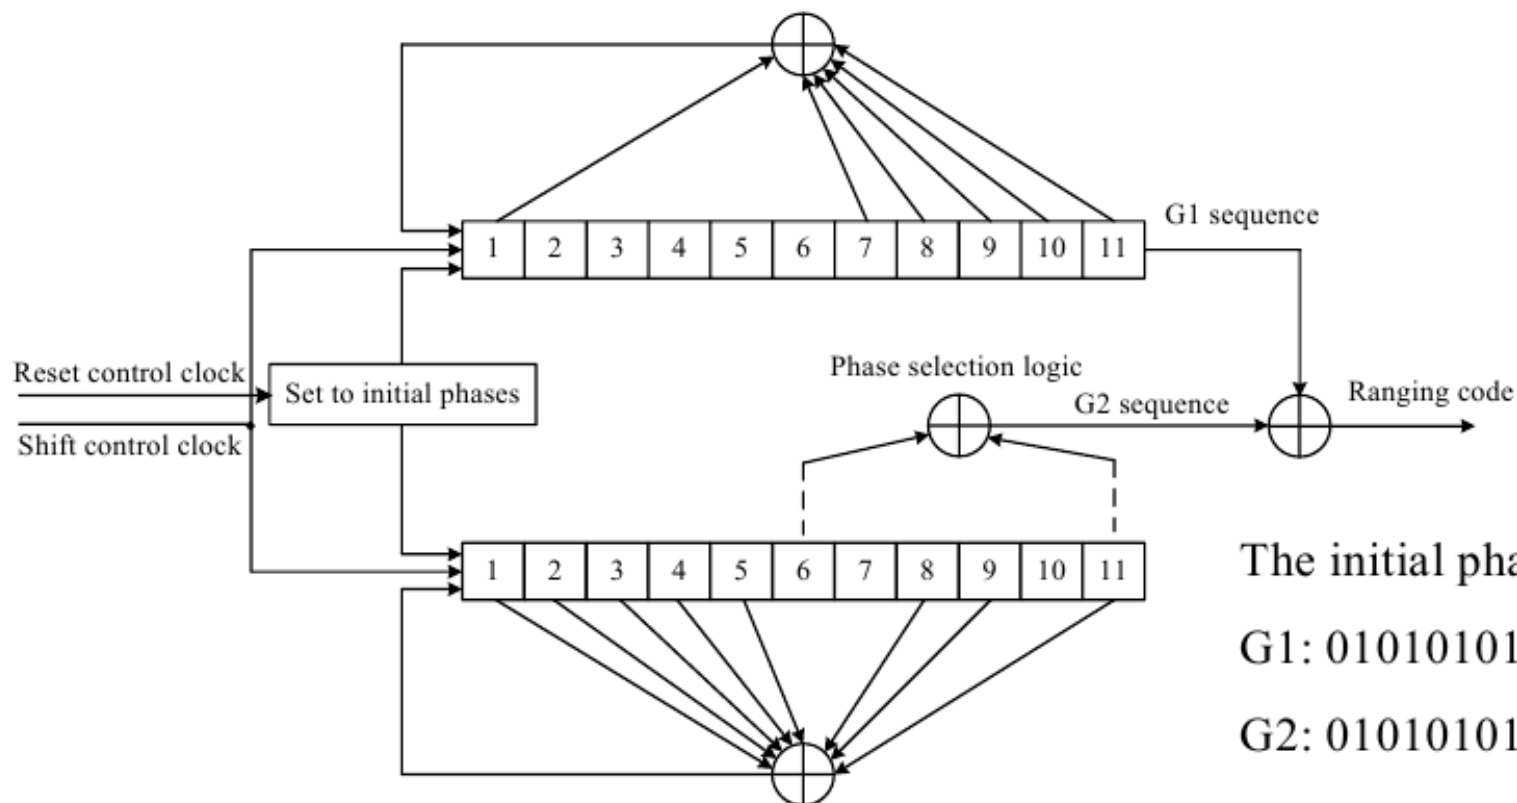 1 2 3 4 5 6 7 8 9 10 11
G1 sequence
Reset control clock
Set to initial phases
Shift control clock
Phase selection logic
G2 sequence
Ranging code
1 2 3 4 5 6 7 8 9 10 11
The initial
G1: 01010101
G2: 01010101